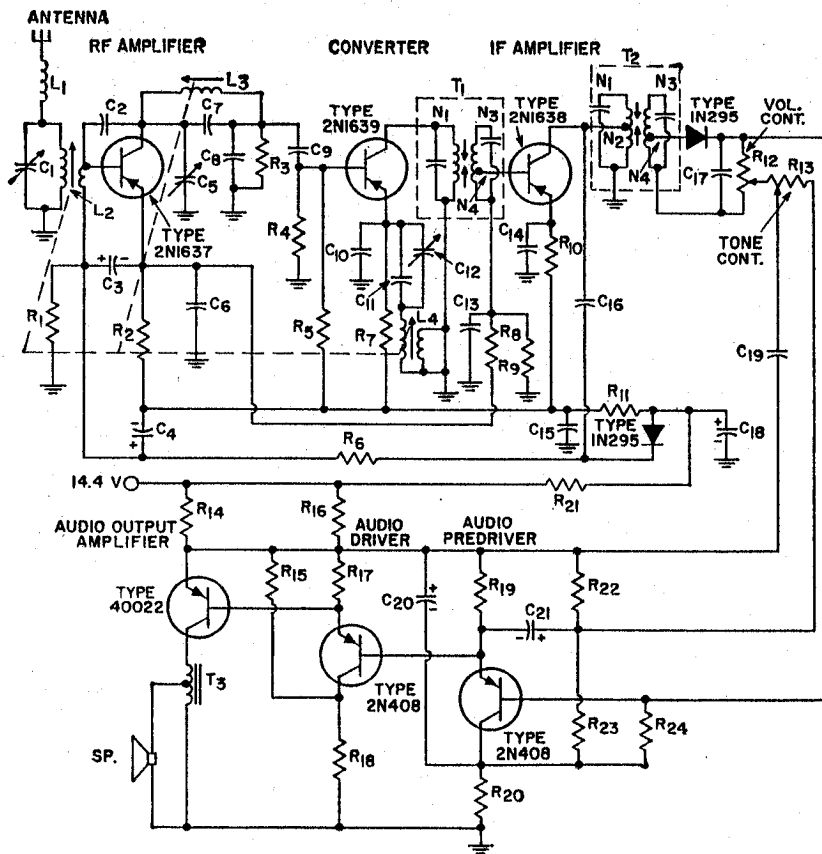 ANTENNA
RF AMPLIFIER
CONVERTER
IF AMPLIFIER
L1
C2
L3
C7
T1
N1
N3
TYPE
2N1638
T2
N1
N3
TYPE
1N295
VOL.
CONT.
C1
L2
TYPE
2N1637
C5
C8
R3
C9
TYPE
2N1639
N4
N2
N4
C17
R12
R13
TONE
CONT.
R4
C10
C11
C12
C14
R10
C3
+ -
R1
R2
C6
R5
R7
L4
C13
R8
R9
C16
C19
C4
-
+
R6
C15
R11
TYPE
1N295
C18
+
-
14.4 V
R14
R16
R21
AUDIO OUTPUT
AMPLIFIER
AUDIO
DRIVER
AUDIO
PREDRIVER
TYPE
40022
R15
R17
C20
+
-
R19
C21
- +
R22
T3
TYPE
2N408
TYPE
2N408
R23
R24
SP.
R18
R20